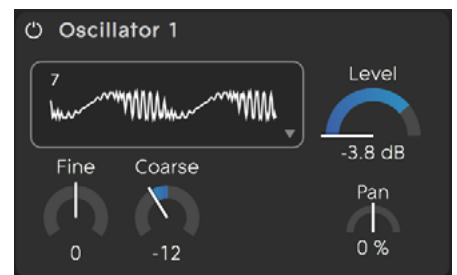 Oscillator 1
7
Level
-3.8 dB
Fine
Coarse
Pan
0
-12
0 %